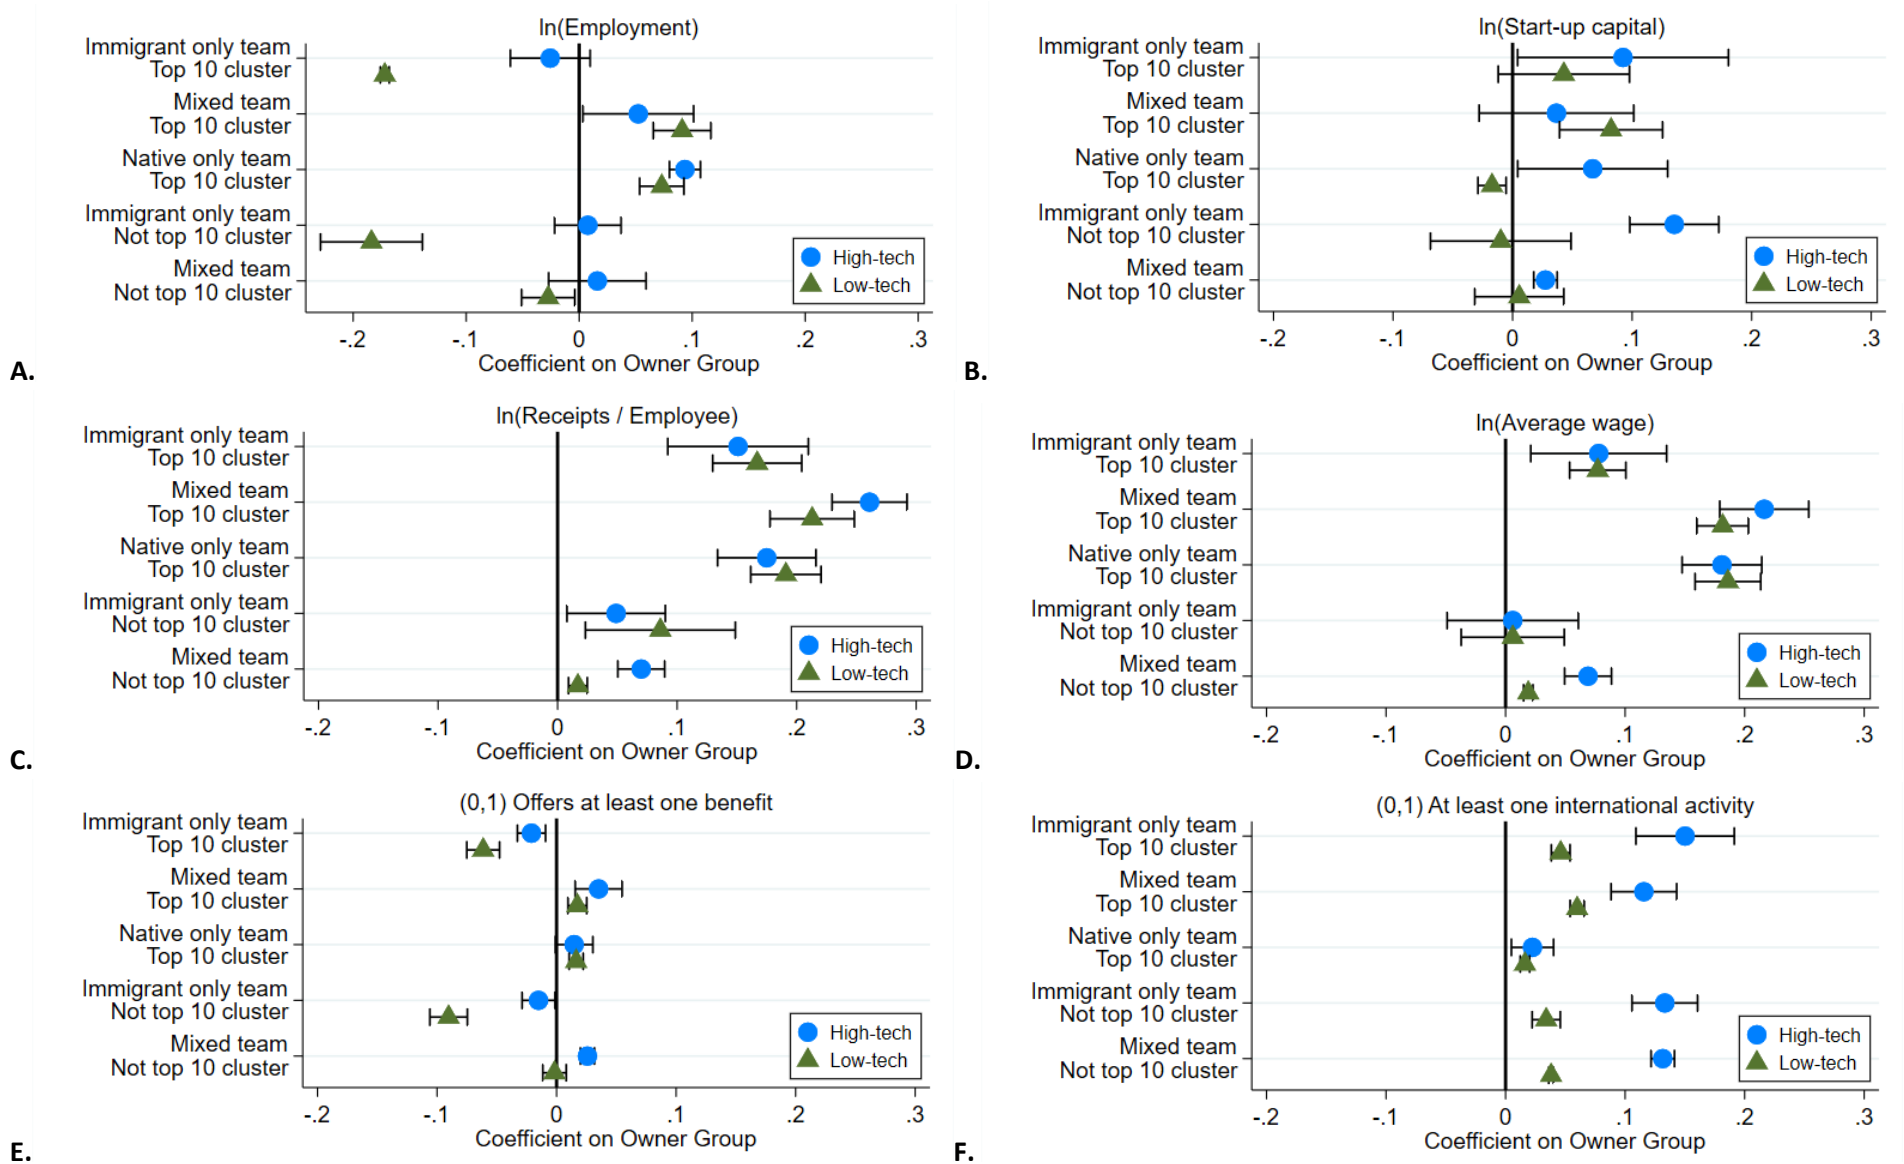 ln(Employment)
Immigrant only team
Top 10 cluster
Mixed team
Top 10 cluster
Native only team
Top 10 cluster
Immigrant only team
Not top 10 cluster
Mixed team
Not top 10 cluster
High-tech
Low-tech
-.2 -.1 0 .1 .2 .3
Coefficient on Owner Group
A.
ln(Start-up capital)
Immigrant only team
Top 10 cluster
Mixed team
Top 10 cluster
Native only team
Top 10 cluster
Immigrant only team
Not top 10 cluster
Mixed team
Not top 10 cluster
High-tech
Low-tech
-.2 -.1 0 .1 .2 .3
Coefficient on Owner Group
B.
ln(Receipts / Employee)
Immigrant only team
Top 10 cluster
Mixed team
Top 10 cluster
Native only team
Top 10 cluster
Immigrant only team
Not top 10 cluster
Mixed team
Not top 10 cluster
High-tech
Low-tech
-.2 -.1 0 .1 .2 .3
Coefficient on Owner Group
C.
ln(Average wage)
Immigrant only team
Top 10 cluster
Mixed team
Top 10 cluster
Native only team
Top 10 cluster
Immigrant only team
Not top 10 cluster
Mixed team
Not top 10 cluster
High-tech
Low-tech
-.2 -.1 0 .1 .2 .3
Coefficient on Owner Group
D.
(0,1) Offers at least one benefit
Immigrant only team
Top 10 cluster
Mixed team
Top 10 cluster
Native only team
Top 10 cluster
Immigrant only team
Not top 10 cluster
Mixed team
Not top 10 cluster
High-tech
Low-tech
-.2 -.1 0 .1 .2 .3
Coefficient on Owner Group
E.
(0,1) At least one international activity
Immigrant only team
Top 10 cluster
Mixed team
Top 10 cluster
Native only team
Top 10 cluster
Immigrant only team
Not top 10 cluster
Mixed team
Not top 10 cluster
High-tech
Low-tech
-.2 -.1 0 .1 .2 .3
Coefficient on Owner Group
F.